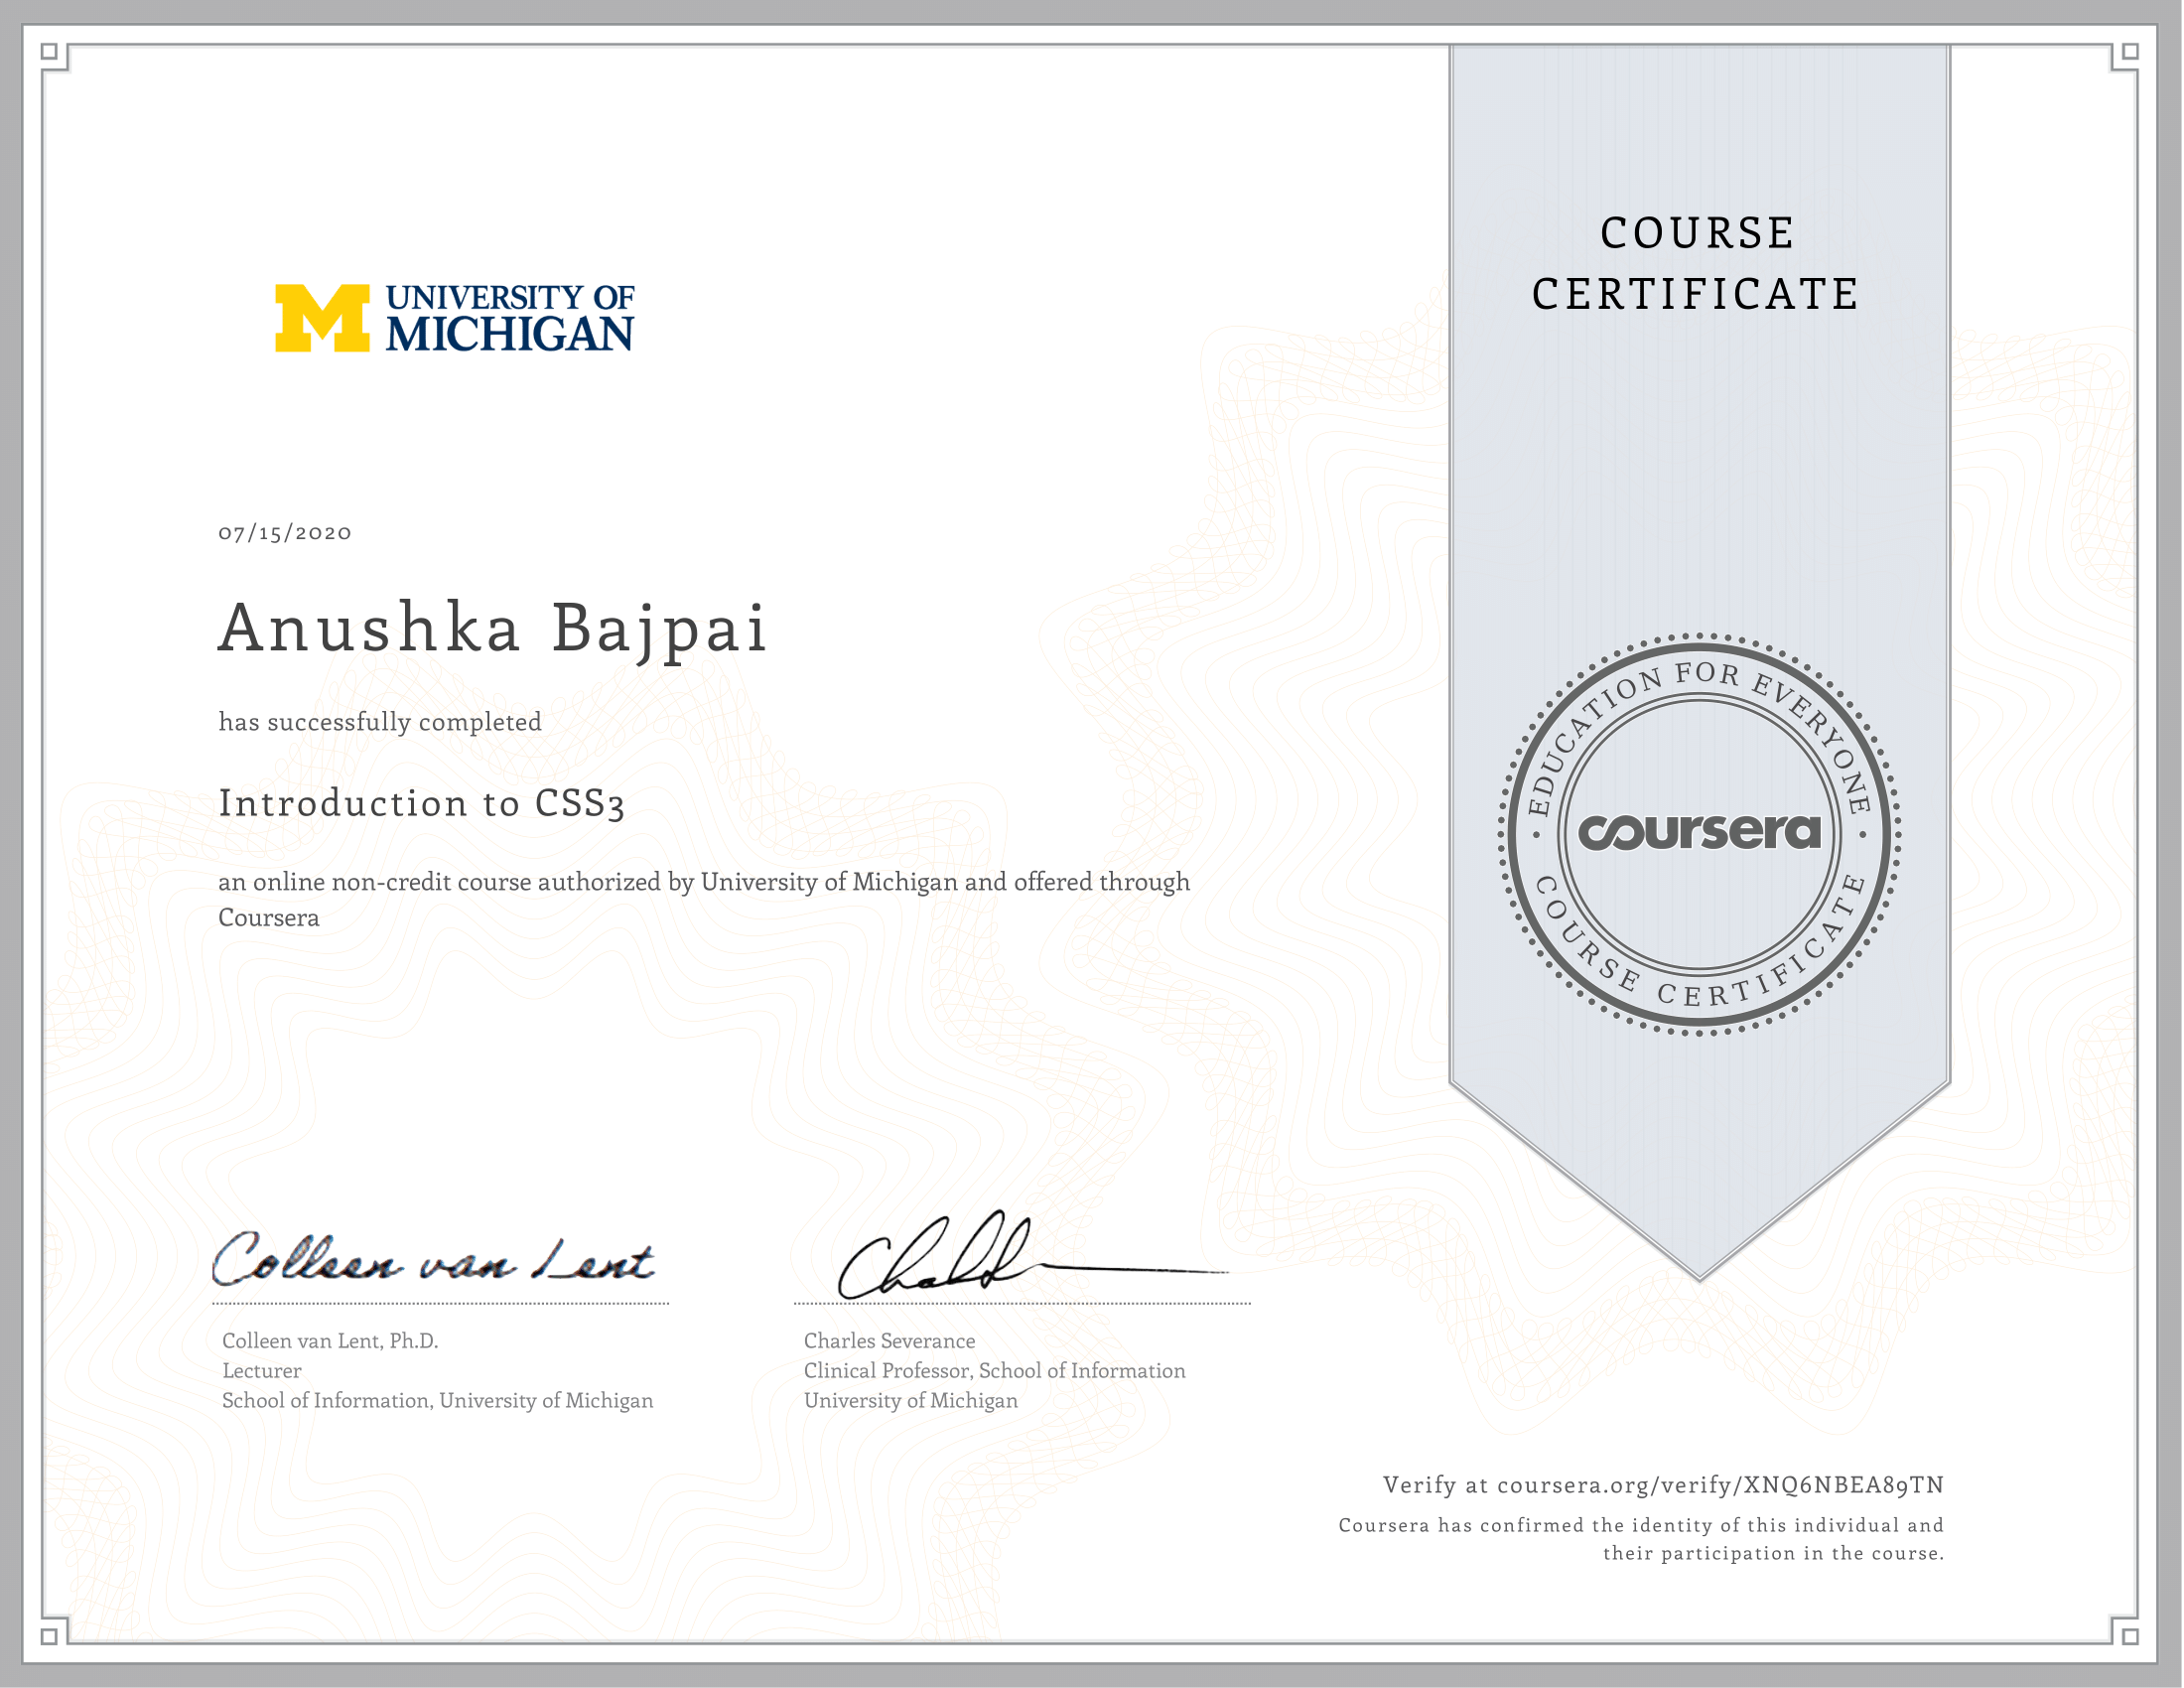 COURSE
CERTIFICATE
UNIVERSITY OF
MICHIGAN
07/15/2020
Anushka Bajpai
has successfully completed
Introduction to CSS3
an online non-credit course authorized by University of Michigan and offered through
Coursera
EDUCATION FOR EVERYONE
coursera
COURSE CERTIFICATE
Colleen van Lent
Colleen van Lent, Ph.D.
Lecturer
School of Information, University of Michigan
Charles Severance
Clinical Professor, School of Information
University of Michigan
Verify at coursera.org/verify/XNQ6NBEA89TN
Coursera has confirmed the identity of this individual and
their participation in the course.